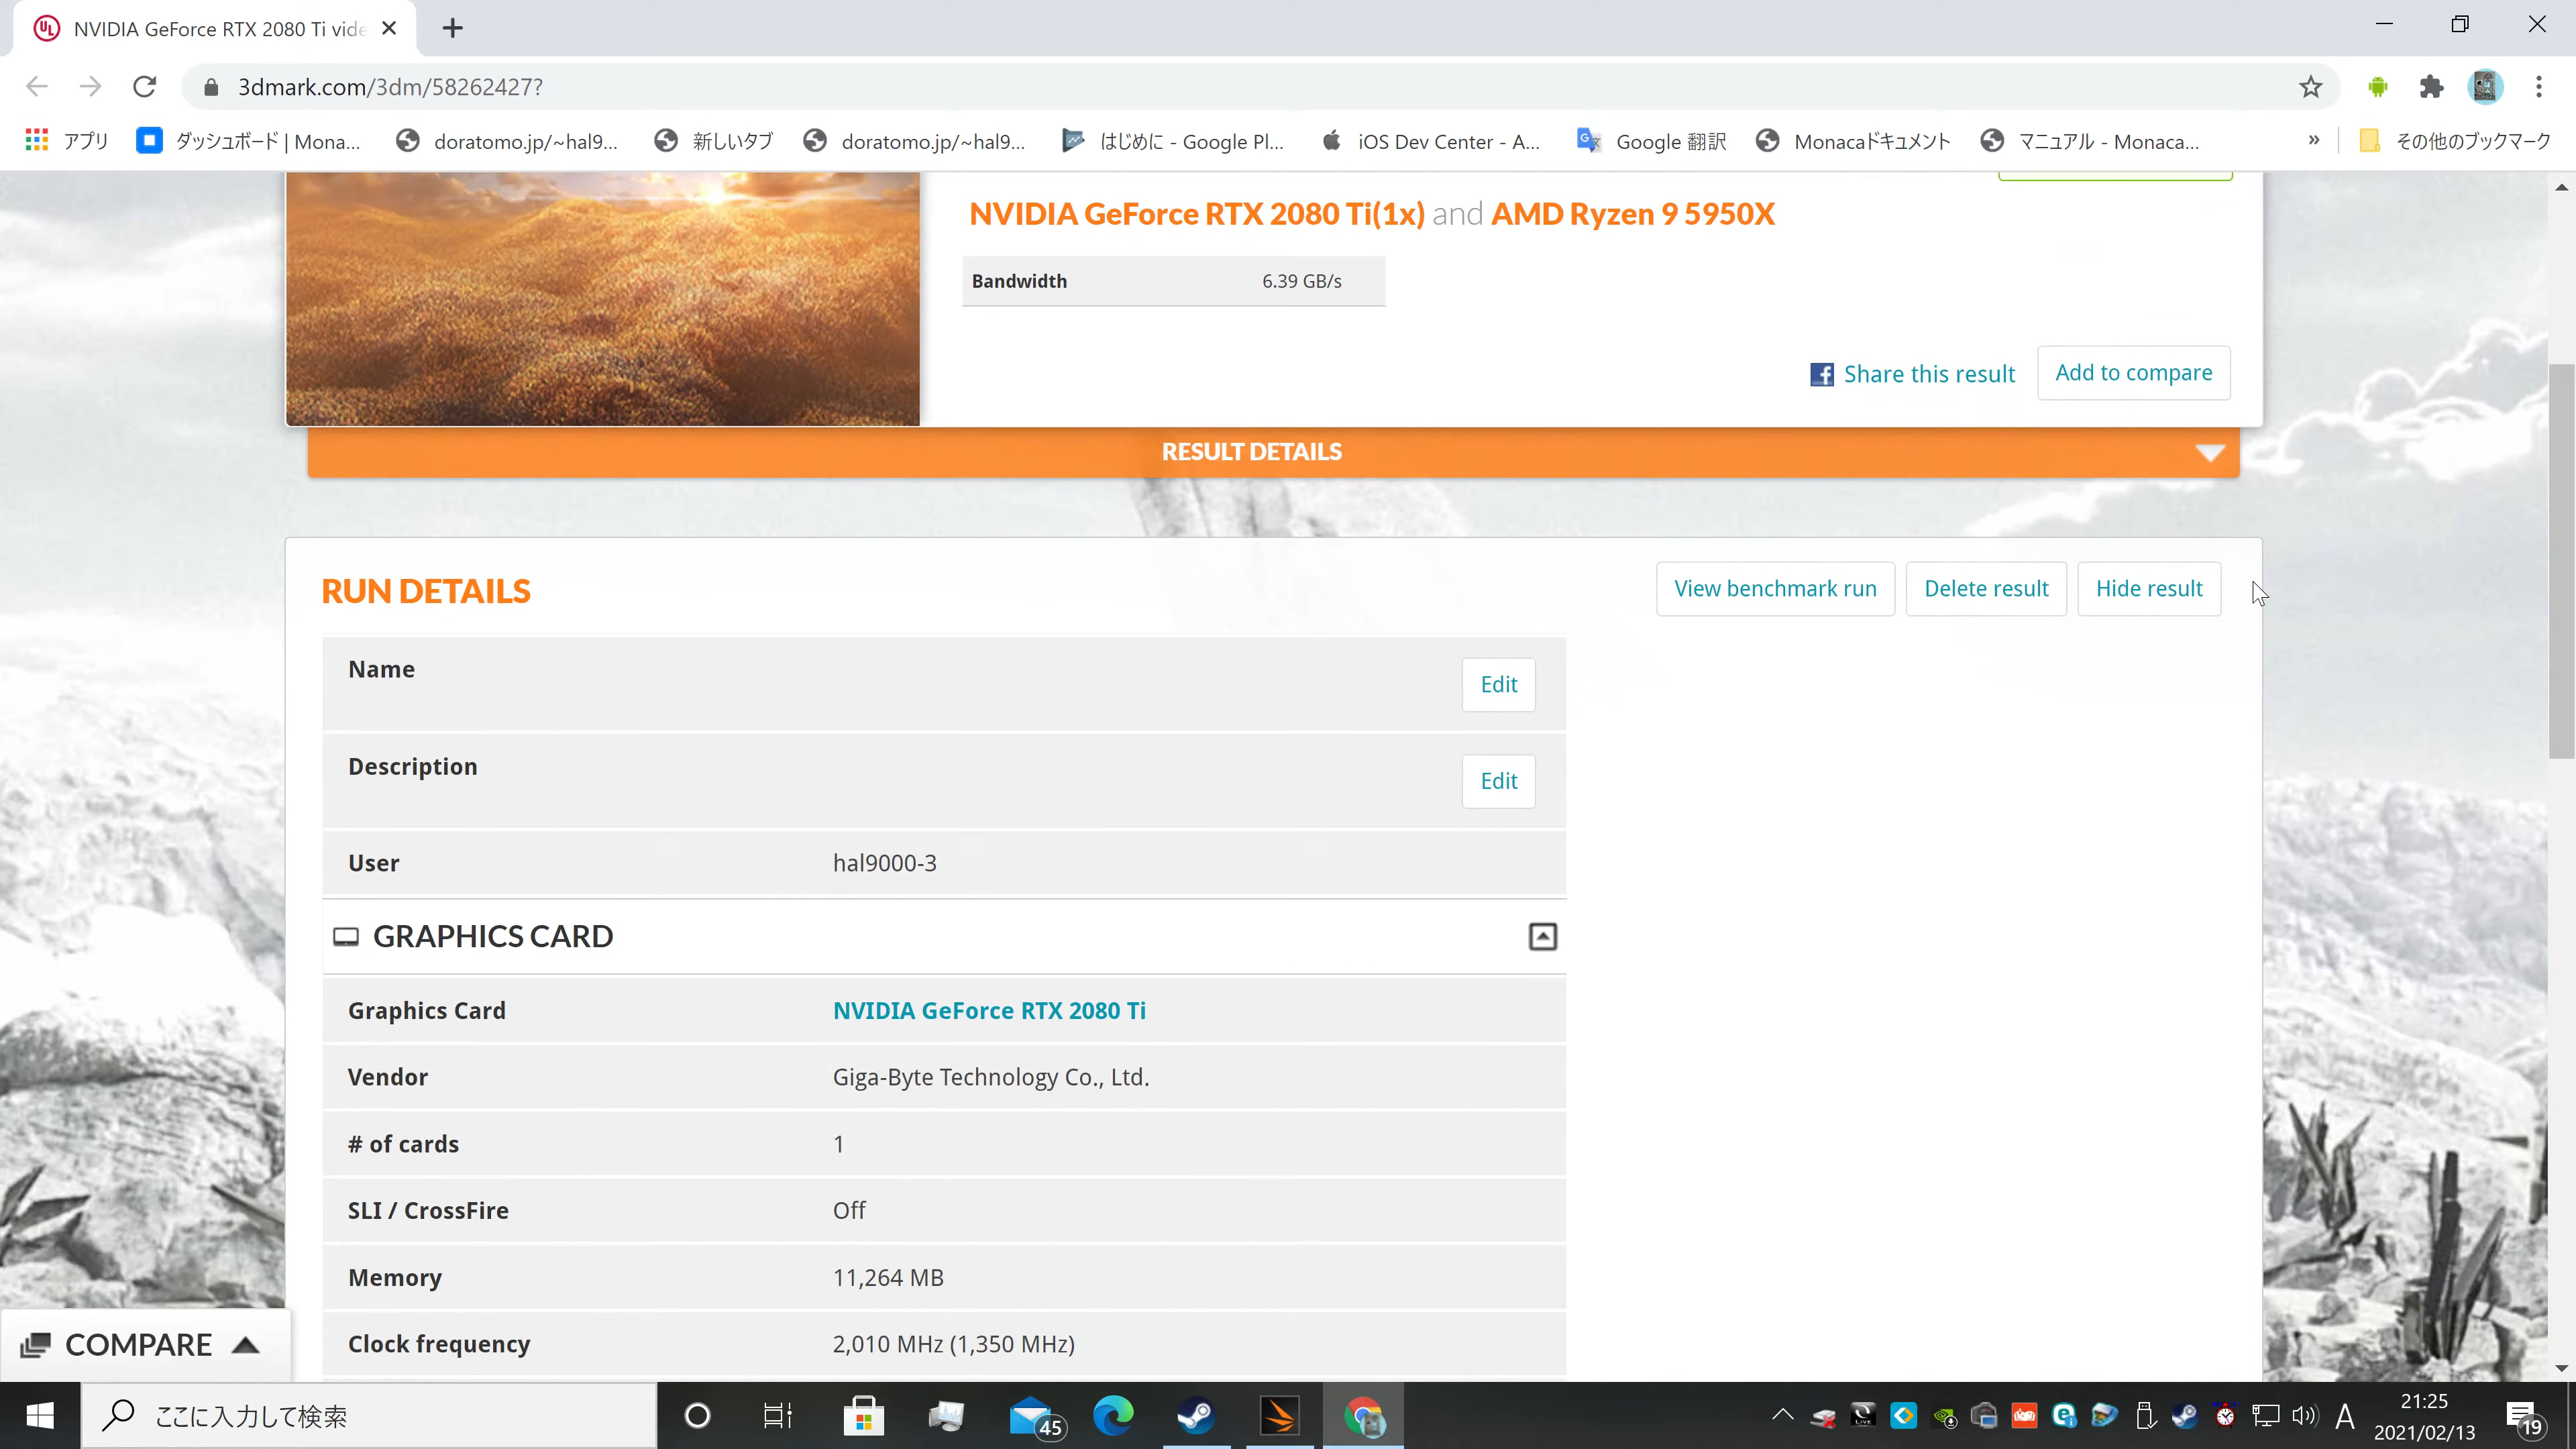 NVIDIA GeForce RTX 2080 Ti vide
3dmark.com/3dm/58262427?
アプリ
ダッシュボード | Mona...
doratomo.jp/~hal9...
新しいタブ
doratomo.jp/~hal9...
はじめに - Google Pl...
iOS Dev Center - A...
Google 翻訳
Monacaドキュメント
マニュアル - Monaca...
»
その他のブックマーク
NVIDIA GeForce RTX 2080 Ti(1x) and AMD Ryzen 9 5950X
Bandwidth 6.39 GB/s
Share this result
Add to compare
RESULT DETAILS
RUN DETAILS
View benchmark run
Delete result
Hide result
Name Edit
Description Edit
User hal9000-3
GRAPHICS CARD
Graphics Card NVIDIA GeForce RTX 2080 Ti
Vendor Giga-Byte Technology Co., Ltd.
# of cards 1
SLI / CrossFire Off
Memory 11,264 MB
Clock frequency 2,010 MHz (1,350 MHz)
COMPARE
ここに入力して検索
45
A
21:25
2021/02/13
19